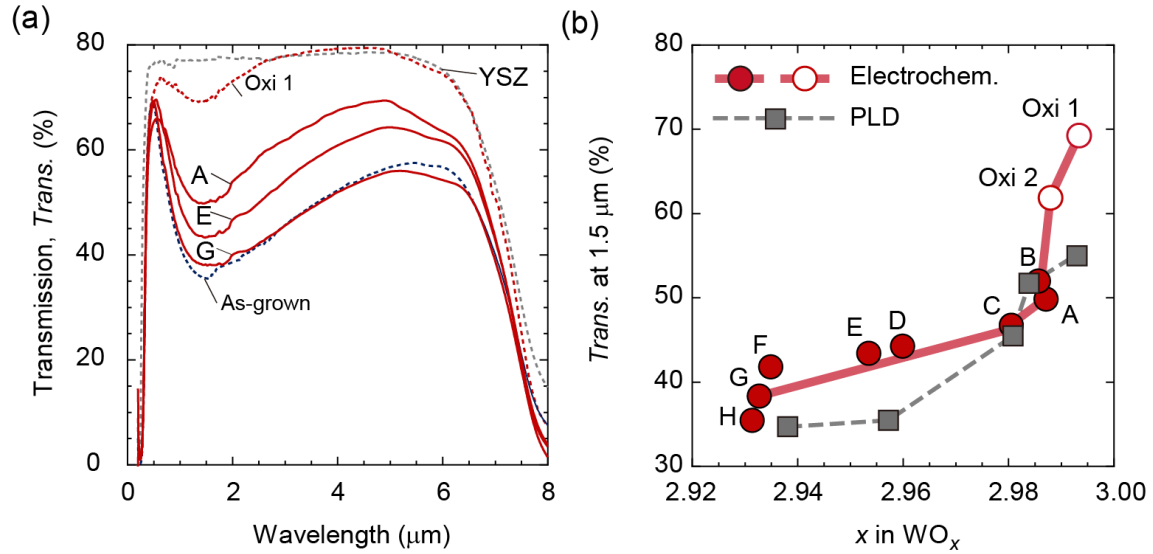 (a)
80
60
40
20
0
Transmission, Trans. (%)
YSZ
Oxi 1
A
E
G
As-grown
0 2 4 6 8
Wavelength (μm)
(b)
80
70
60
50
40
30
Trans. at 1.5 μm (%)
Electrochem.
PLD
Oxi 1
Oxi 2
B
A
C
D
E
F
G
H
2.92 2.94 2.96 2.98 3.00
x in WOₓ